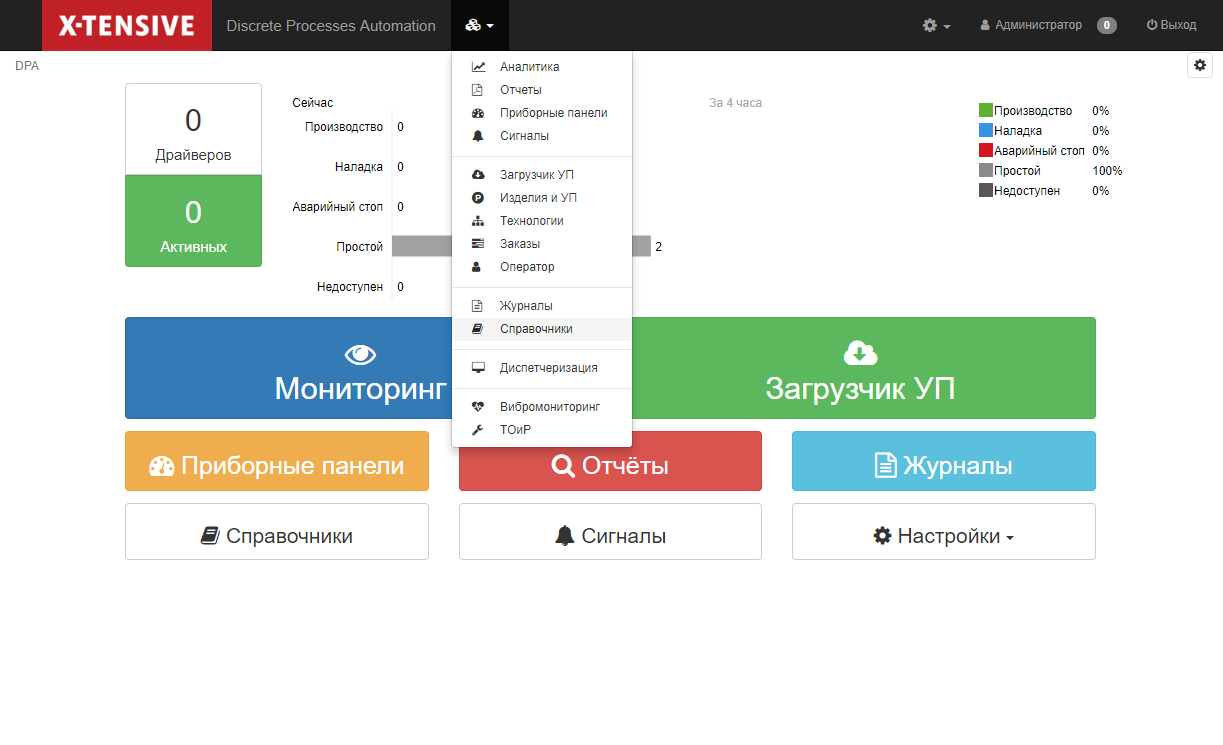 X-TENSIVE
Discrete Processes Automation
Администратор
0
Выход
DPA
0
Драйверов
0
Активных
Сейчас
Производство 0
Наладка 0
Аварийный стоп 0
Простой 2
Недоступен 0
Аналитика
Отчеты
Приборные панели
Сигналы
Загрузчик УП
Изделия и УП
Технологии
Заказы
Оператор
Журналы
Справочники
Диспетчеризация
Вибромониторинг
ТОиР
За 4 часа
Производство 0%
Наладка 0%
Аварийный стоп 0%
Простой 100%
Недоступен 0%
Мониторинг
Загрузчик УП
Приборные панели
Отчёты
Журналы
Справочники
Сигналы
Настройки